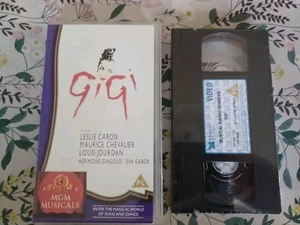 GiGi
LESLIE CARON
MAURICE CHEVALIER
LOUIS JOURDAN
HERMIONE GINGOLD · EVA GABOR
PG
MGM
MUSICALS
ENTER THE MAGICAL WORLD
OF SONG AND DANCE
VIDEO